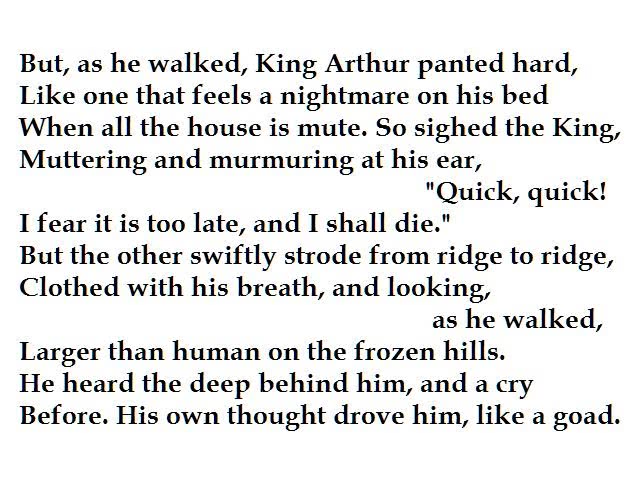 But, as he walked, King Arthur panted hard,
Like one that feels a nightmare on his bed
When all the house is mute. So sighed the King,
Muttering and murmuring at his ear,
"Quick, quick!
I fear it is too late, and I shall die."
But the other swiftly strode from ridge to ridge,
Clothed with his breath, and looking,
as he walked,
Larger than human on the frozen hills.
He heard the deep behind him, and a cry
Before. His own thought drove him, like a goad.